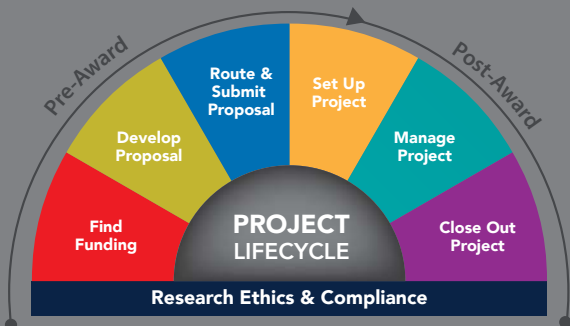 Pre-Award
Post-Award
Find
Funding
Develop
Proposal
Route &
Submit
Proposal
Set Up
Project
Manage
Project
Close Out
Project
PROJECT
LIFECYCLE
Research Ethics & Compliance